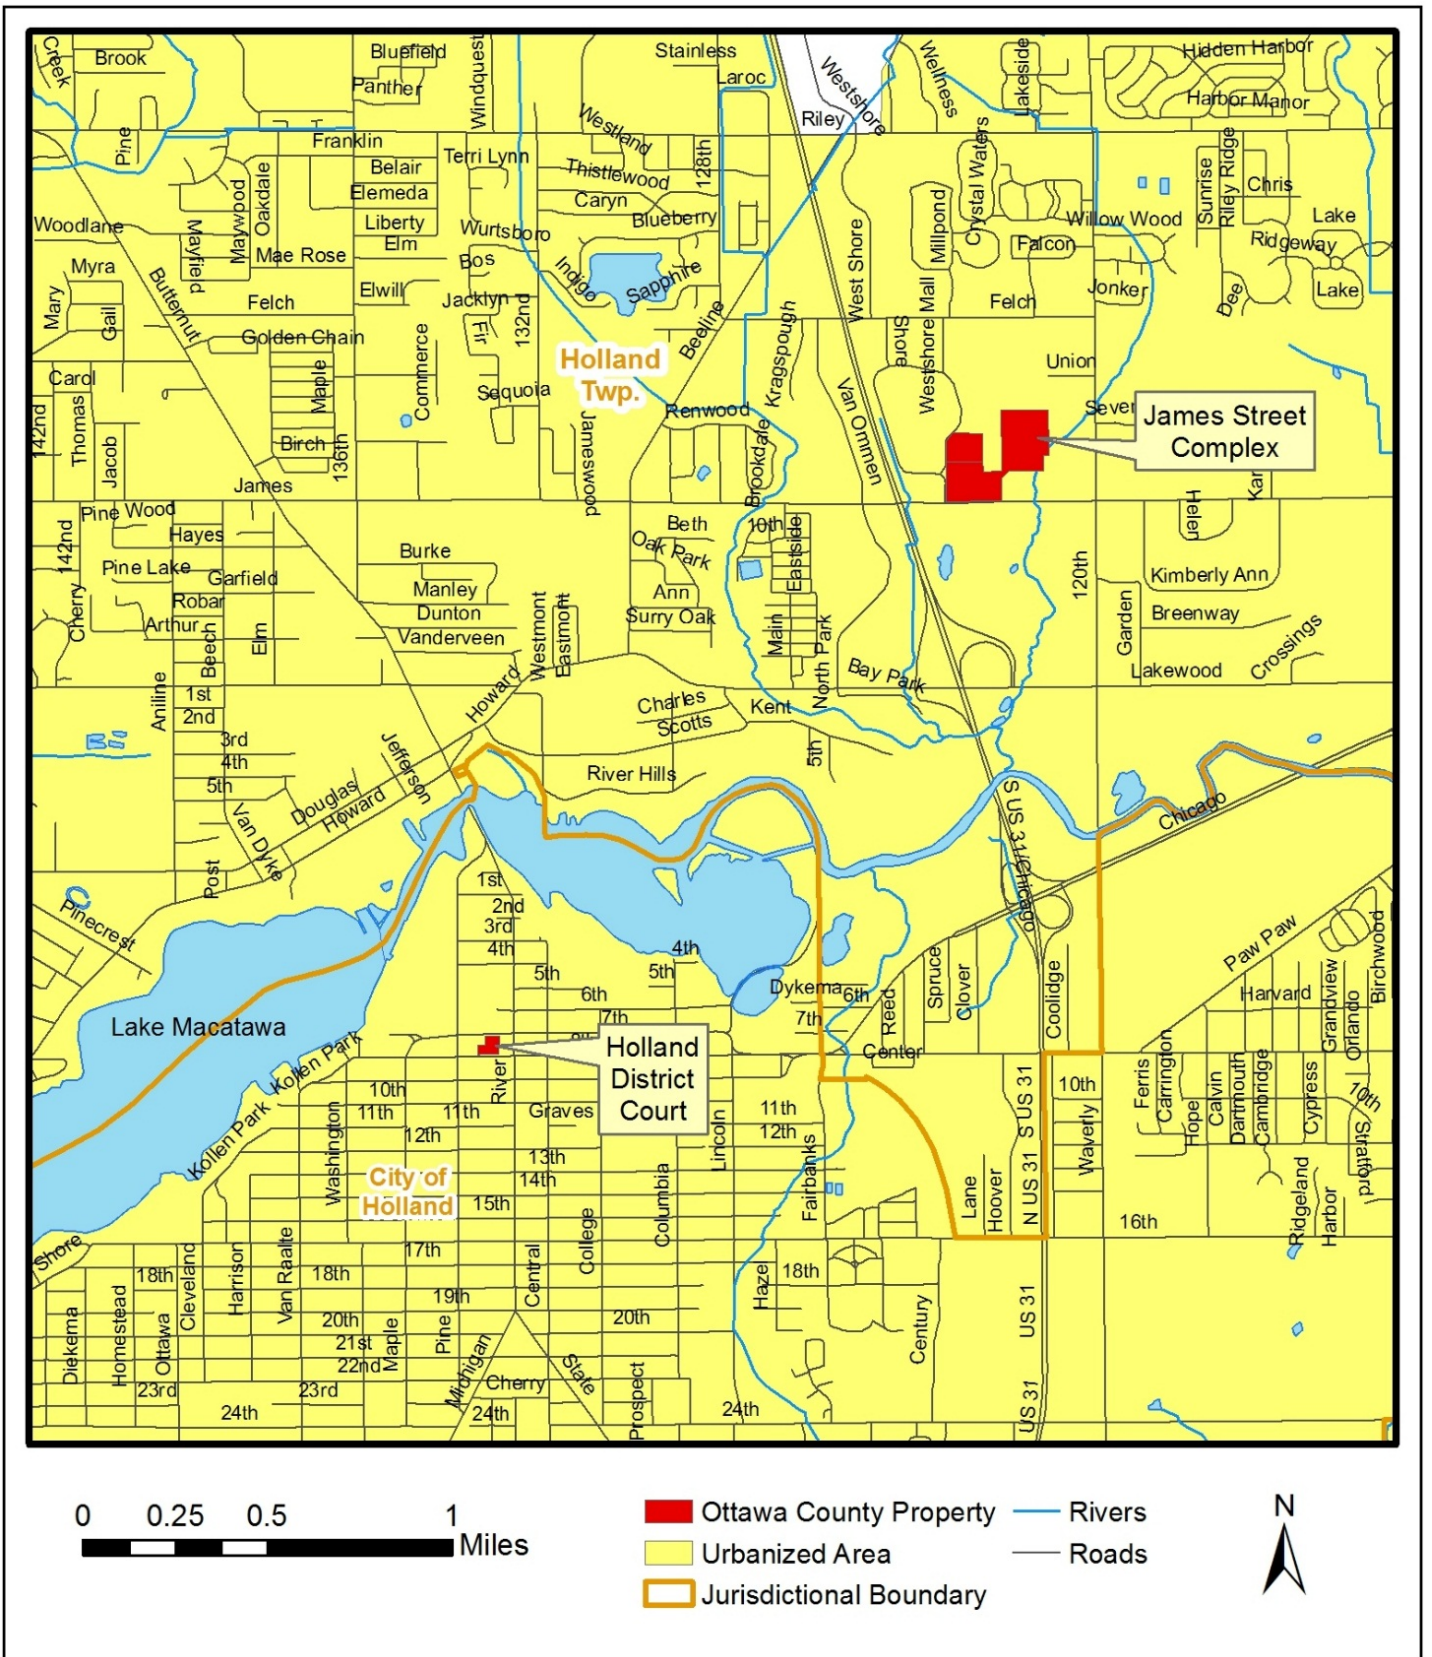 Creek
Brook
Bluefield
Panther
Windquest
Stainless
Laroc
Westshore
Riley
Wellness
Lakeside
Hidden Harbor
Harbor Manor
Pine
Franklin
Belair
Elemeda
Liberty
Elm
Terri Lynn
Westland
Thistlewood
Caryn
Blueberry
128th
Crystal Waters
Millpond
Willow Wood
Falcon
Sunrise
Riley Ridge
Chris
Lake
Ridgeway
Lake
Woodlane
Mayfield
Maywood
Oakdale
Mae Rose
Wurtsboro
Bos
Indigo
Sapphire
Myra
Mary
Gail
Butternut
Felch
Elwill
Jacklyn
Fir
132nd
Beeline
Kragspough
West Shore
Felch
Jonker
Dee
Golden Chain
Maple
Commerce
Holland
Twp.
Shore
Westshore Mall
Union
Carol
142nd
Thomas
Jacob
Birch
136th
James
Sequoia
Jameswood
Renwood
Brookdale
Van Ommen
Sever
James Street
Complex
Helen
Kar
Pine Wood
Hayes
142nd
Pine Lake
Garfield
Cherry
Robar
Arthur
Beech
Elm
Burke
Manley
Dunton
Vanderveen
Westmont
Eastmont
Beth
Oak Park
Ann
Surry Oak
10th
Eastside
Main
North Park
Bay Park
120th
Garden
Kimberly Ann
Breenway
Lakewood
Crossings
Aniline
1st
2nd
3rd
4th
5th
Jefferson
Howard
Charles
Scotts
Kent
5th
River Hills
Douglas
Howard
Van Dyke
Post
S US 31/Chicago
Chicago
Pinecrest
1st
2nd
3rd
4th
5th
6th
7th
4th
5th
Dykema
6th
7th
Reed
Spruce
Clover
Coolidge
Paw Paw
Birchwood
Harvard
Grandview
Orlando
Lake Macatawa
Kollen Park
Kollen Park
Holland
District
Court
River
Center
10th
11th
11th
12th
Graves
13th
14th
15th
Washington
City of
Holland
Lincoln
11th
12th
Columbia
Fairbanks
Lane
Hoover
N US 31
S US 31
10th
Waverly
Ferris
Carrington
Hope
Calvin
Dartmouth
Cambridge
Cypress
10th
Stratford
Ridgeland
Harbor
16th
Shore
17th
18th
18th
19th
20th
21st
22nd
23rd
23rd
24th
Diekema
Homestead
Ottawa
Cleveland
Harrison
Van Raalte
Maple
Pine
Michigan
Central
College
State
Cherry
24th
20th
Prospect
24th
Hazel
18th
Century
US 31
US 31
0 0.25 0.5 1
Miles
Ottawa County Property
Urbanized Area
Jurisdictional Boundary
Rivers
Roads
N